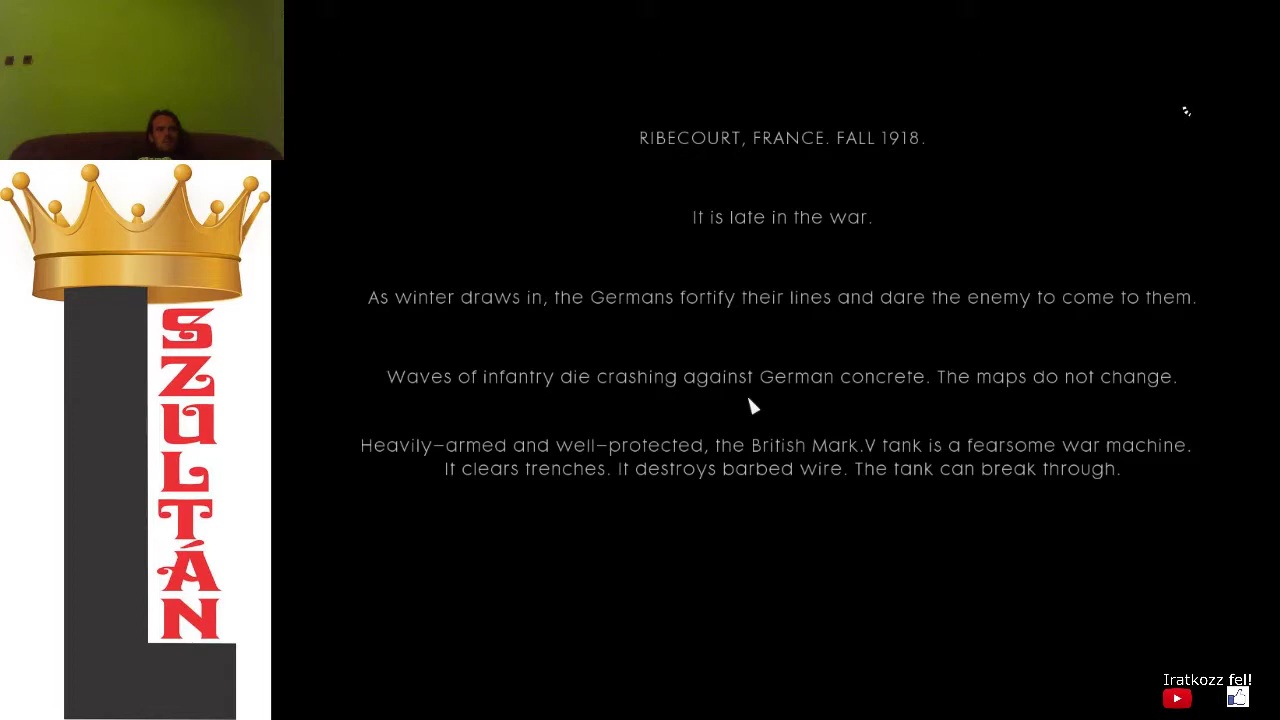 RIBECOURT, FRANCE. FALL 1918.
It is late in the war.
As winter draws in, the Germans fortify their lines and dare the enemy to come to them.
Waves of infantry die crashing against German concrete. The maps do not change.
Heavily-armed and well-protected, the British Mark.V tank is a fearsome war machine.
It clears trenches. It destroys barbed wire. The tank can break through.
L
SZULTÁN
Iratkozz fel!